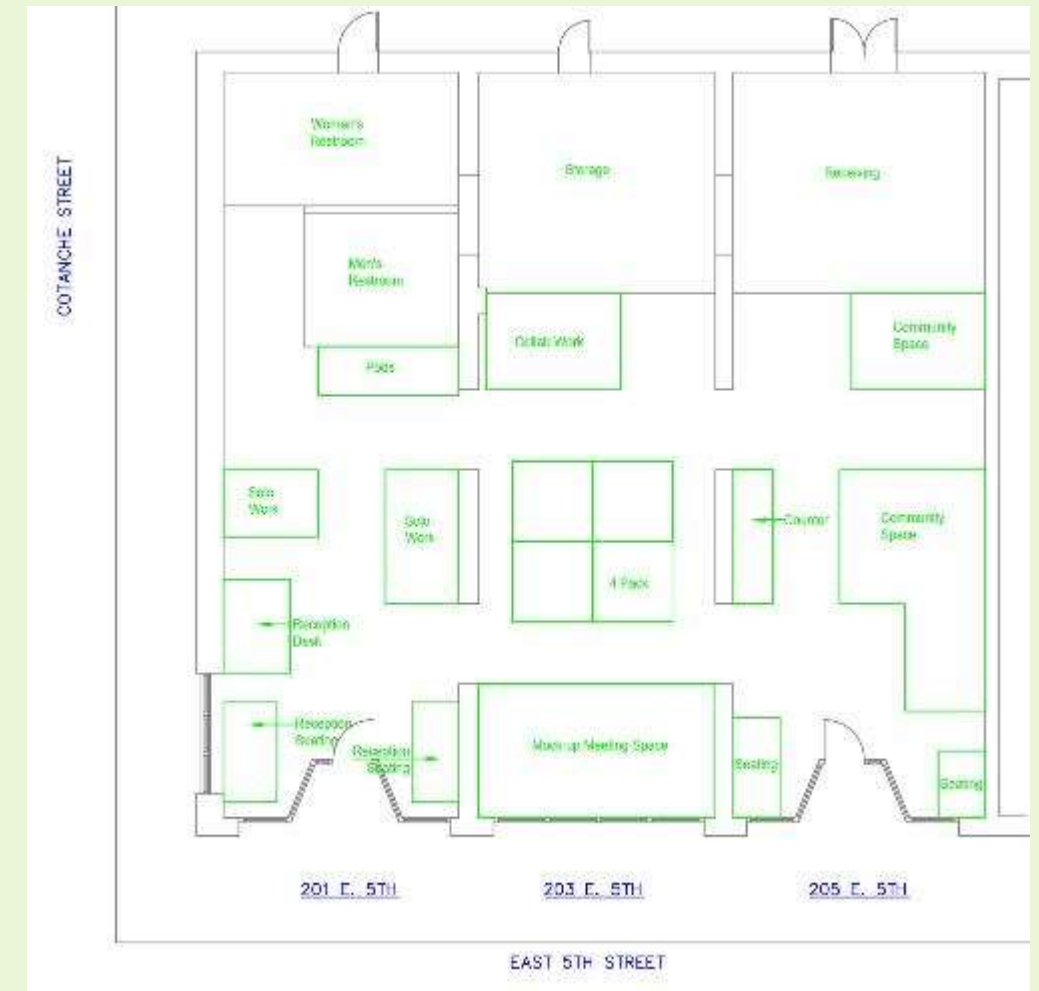 COTANCHE STREET
Women's
Restroom
Storage
Receiving
Men's
Restroom
Collab Work
Community
Space
Pods
Solo
Work
Solo
Work
Counter
Community
Space
4 Pack
Reception
Desk
Reception
Seating
Reception
Seating
Mock-up Meeting Space
Seating
Seating
201 E. 5TH
203 E. 5TH
205 E. 5TH
EAST 5TH STREET